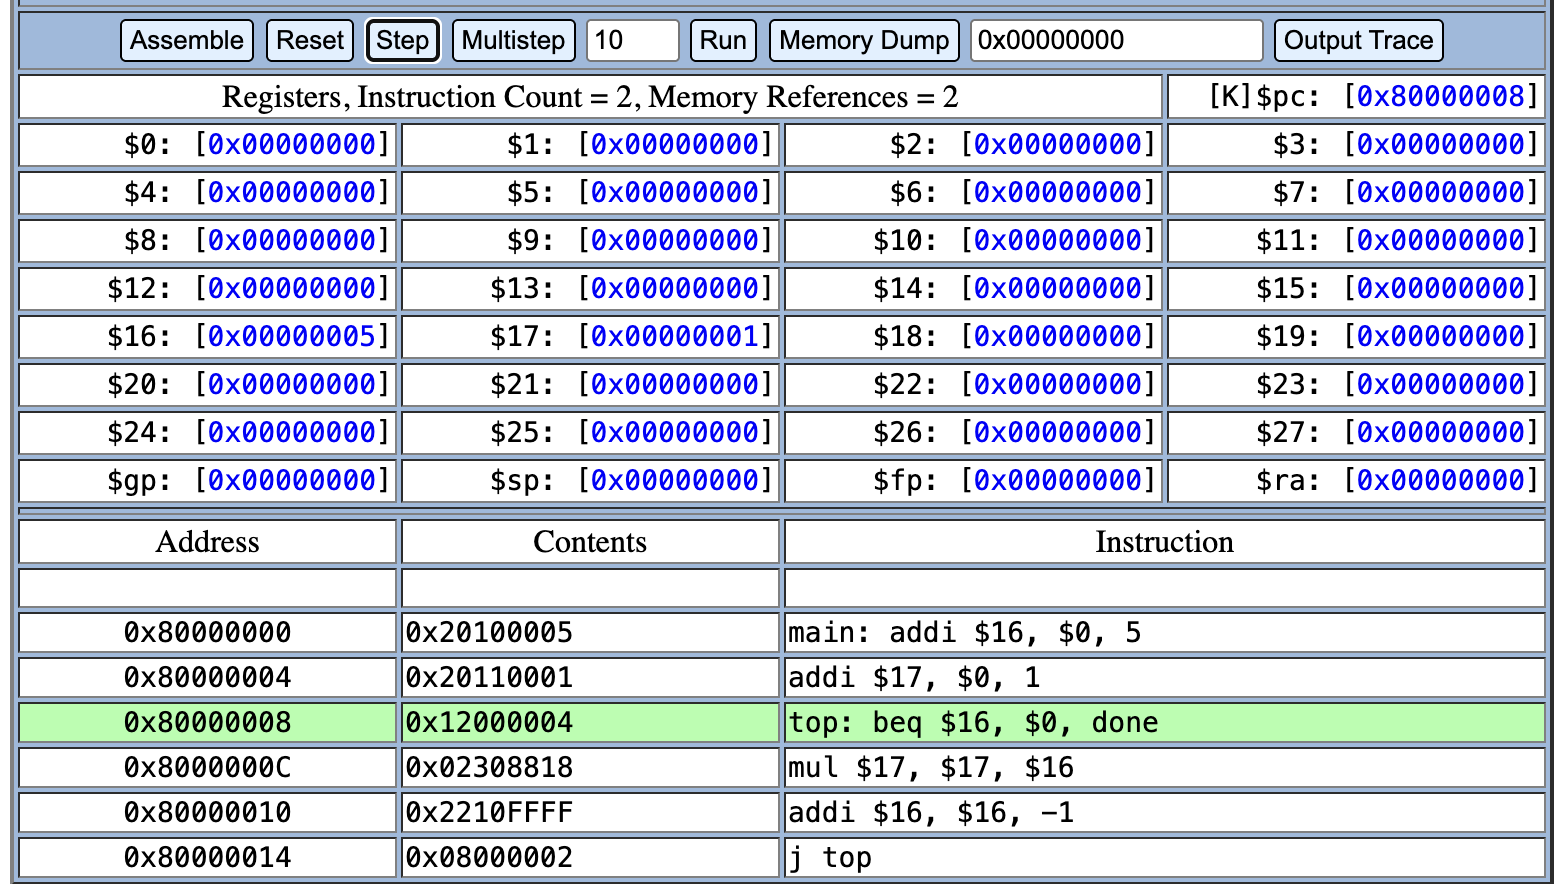 Assemble Reset Step Multistep 10 Run Memory Dump 0x00000000 Output Trace
Registers, Instruction Count = 2, Memory References = 2 [K]$pc: [0x80000008]
$0: [0x00000000] $1: [0x00000000] $2: [0x00000000] $3: [0x00000000]
$4: [0x00000000] $5: [0x00000000] $6: [0x00000000] $7: [0x00000000]
$8: [0x00000000] $9: [0x00000000] $10: [0x00000000] $11: [0x00000000]
$12: [0x00000000] $13: [0x00000000] $14: [0x00000000] $15: [0x00000000]
$16: [0x00000005] $17: [0x00000001] $18: [0x00000000] $19: [0x00000000]
$20: [0x00000000] $21: [0x00000000] $22: [0x00000000] $23: [0x00000000]
$24: [0x00000000] $25: [0x00000000] $26: [0x00000000] $27: [0x00000000]
$gp: [0x00000000] $sp: [0x00000000] $fp: [0x00000000] $ra: [0x00000000]
Address Contents Instruction
0x80000000 0x20100005 main: addi $16, $0, 5
0x80000004 0x20110001 addi $17, $0, 1
0x80000008 0x12000004 top: beq $16, $0, done
0x8000000C 0x02308818 mul $17, $17, $16
0x80000010 0x2210FFFF addi $16, $16, -1
0x80000014 0x08000002 j top